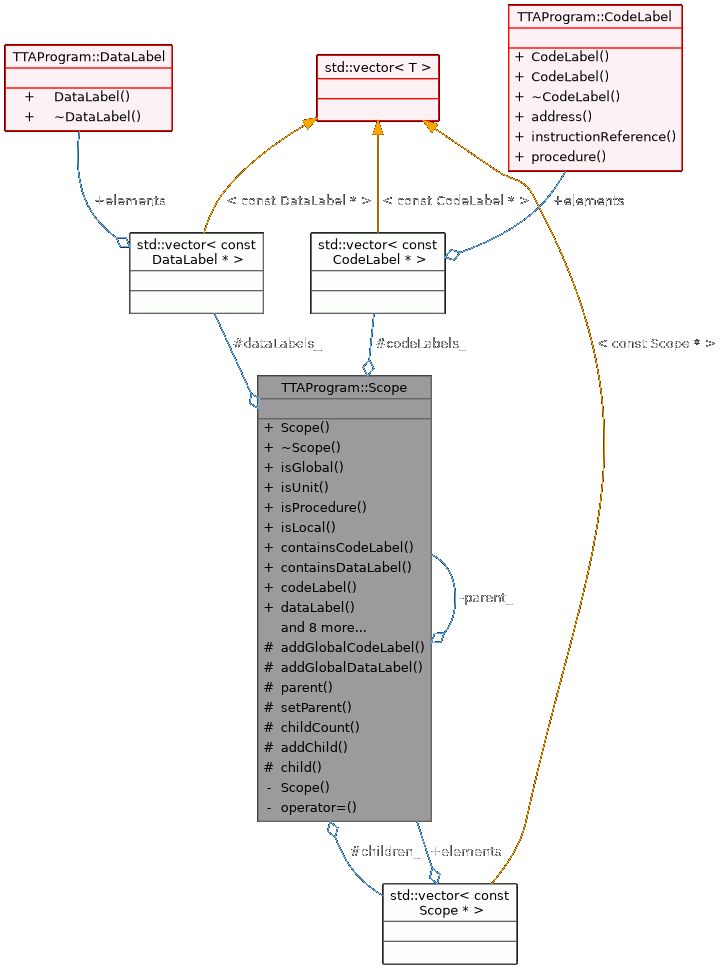 TTAProgram::CodeLabel
+ CodeLabel()
+ CodeLabel()
+ ~CodeLabel()
+ address()
+ instructionReference()
+ procedure()
TTAProgram::DataLabel
+ DataLabel()
+ ~DataLabel()
std::vector< T >
+elements
< const DataLabel * >
< const CodeLabel * >
+elements
std::vector< const
DataLabel * >
std::vector< const
CodeLabel * >
#dataLabels_
#codeLabels_
< const Scope * >
TTAProgram::Scope
+ Scope()
+ ~Scope()
+ isGlobal()
+ isUnit()
+ isProcedure()
+ isLocal()
+ containsCodeLabel()
+ containsDataLabel()
+ codeLabel()
+ dataLabel()
and 8 more...
# addGlobalCodeLabel()
# addGlobalDataLabel()
# parent()
# setParent()
# childCount()
# addChild()
# child()
- Scope()
- operator=()
-parent_
#children_
+elements
std::vector< const
Scope * >